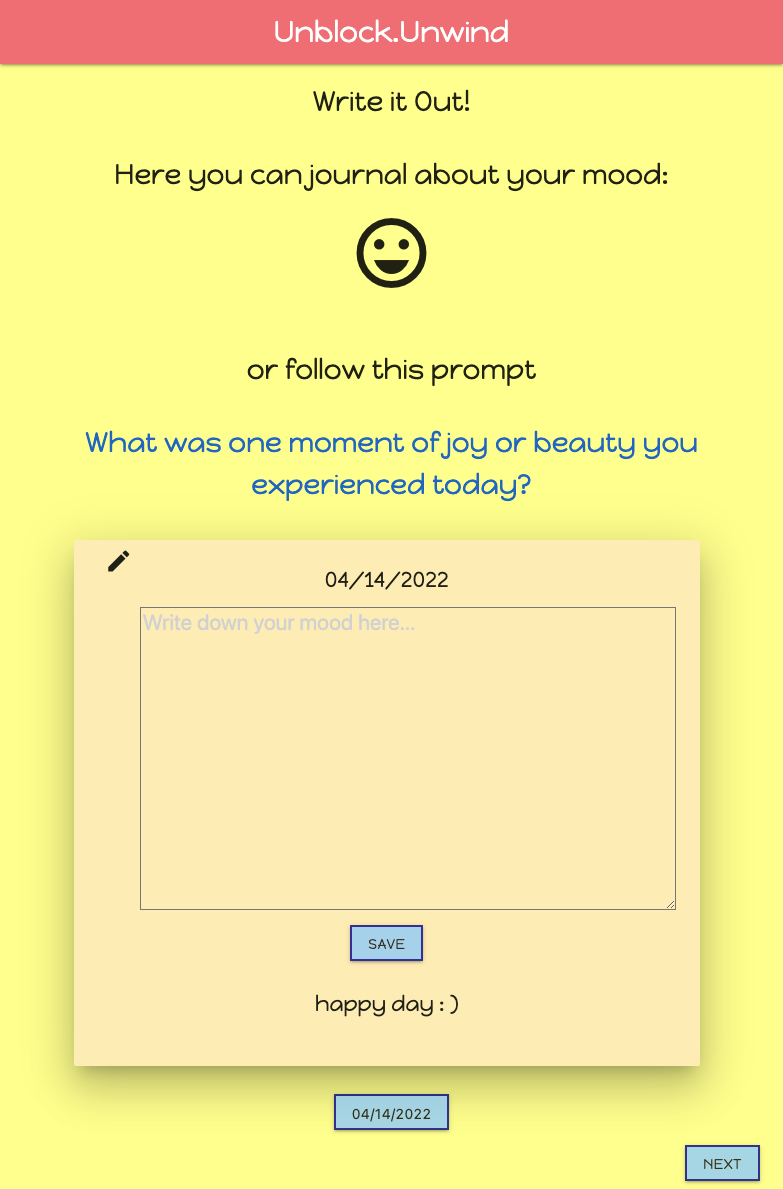 Unblock.Unwind
Write it Out!
Here you can journal about your mood:
or follow this prompt
What was one moment of joy or beauty you
experienced today?
04/14/2022
Write down your mood here...
SAVE
happy day : )
04/14/2022
NEXT